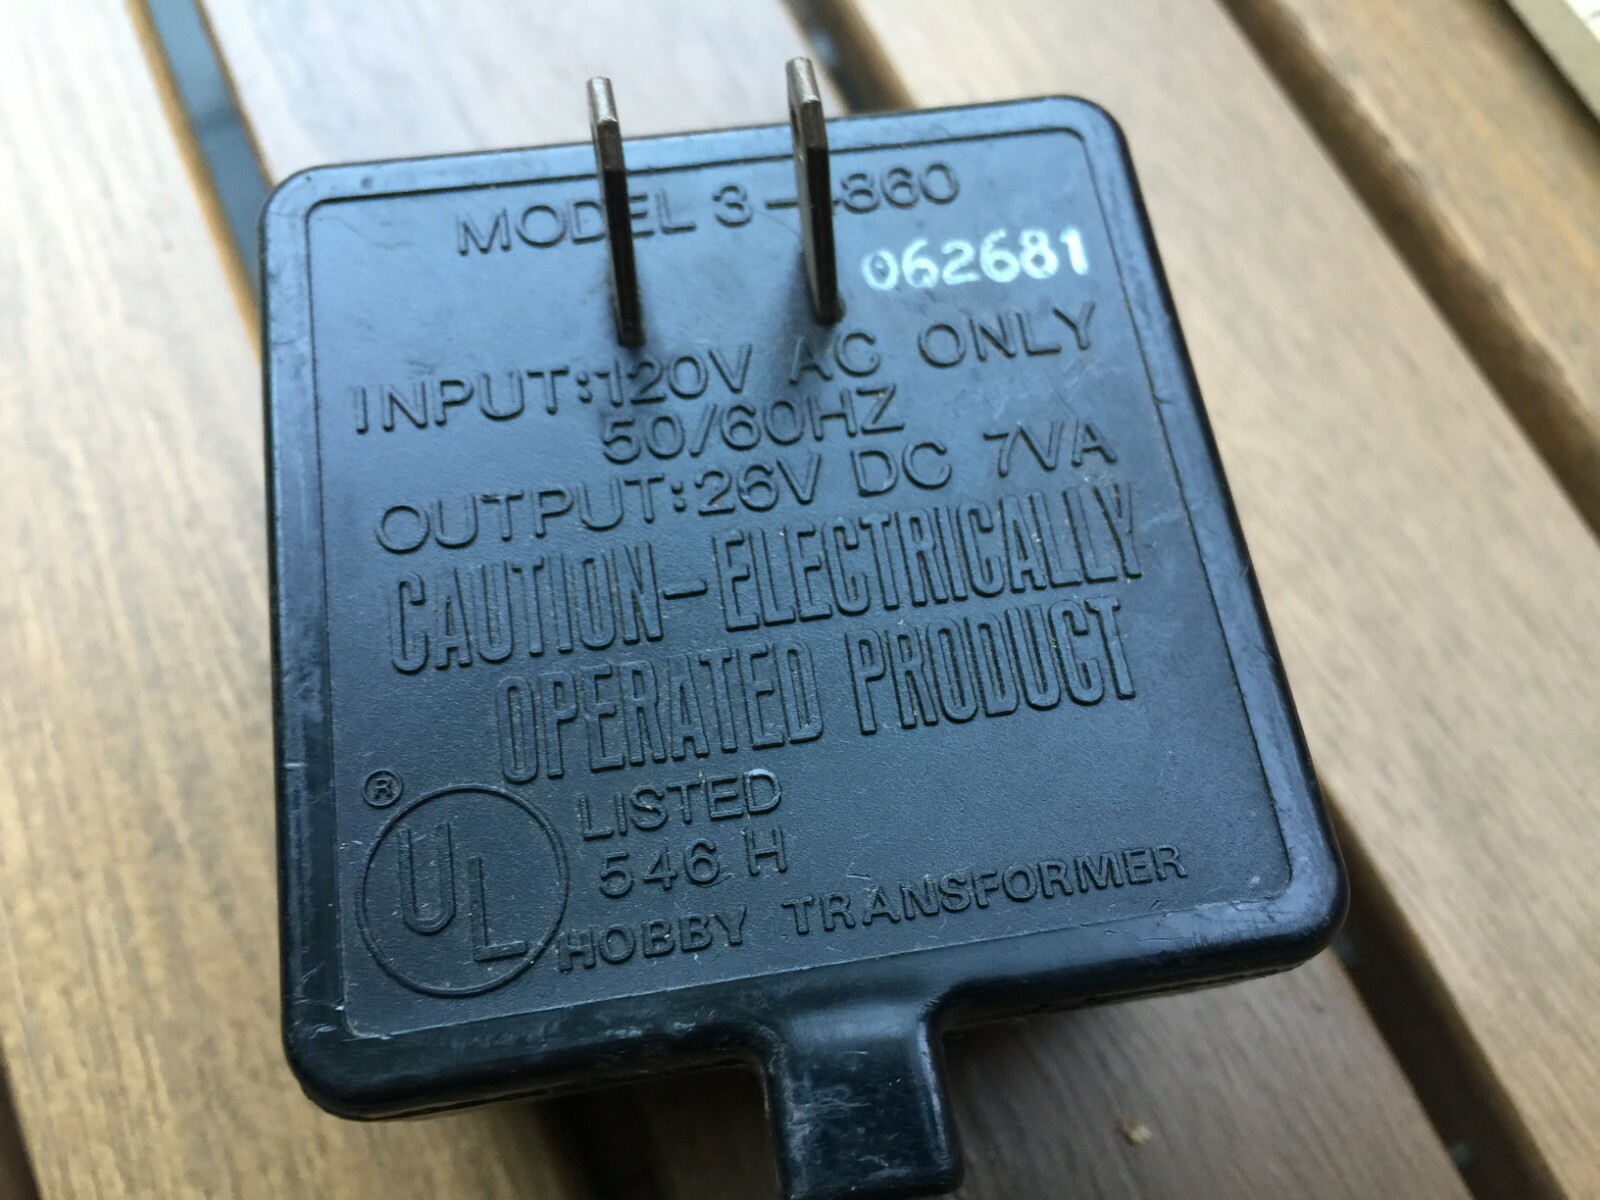 MODEL 3-860
062681
INPUT:120V AC ONLY
50/60HZ
OUTPUT:26V DC 7VA
CAUTION-ELECTRICALLY
OPERATED PRODUCT
®
UL
LISTED
546 H
HOBBY TRANSFORMER